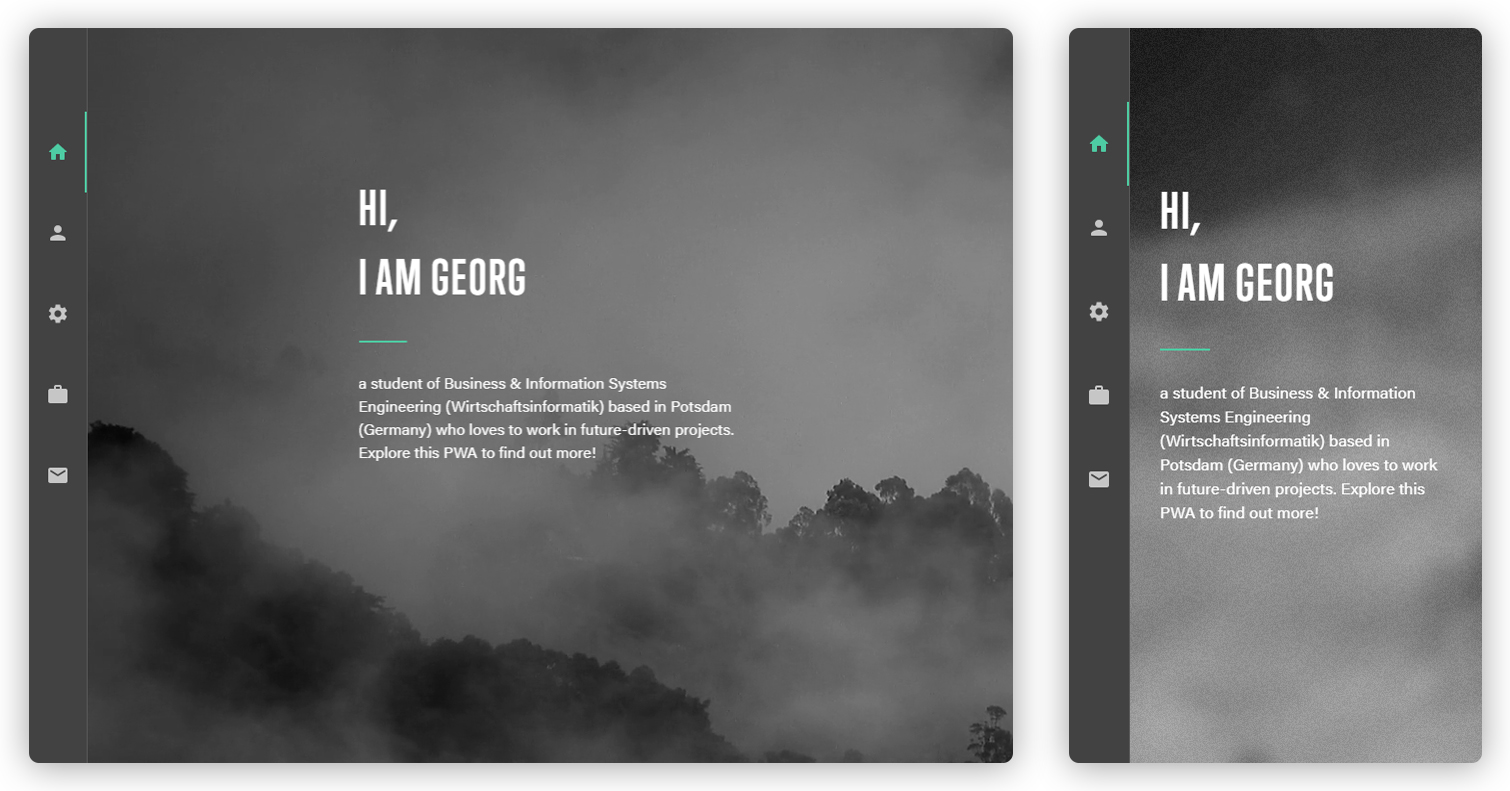 HI,
I AM GEORG
a student of Business & Information Systems
Engineering (Wirtschaftsinformatik) based in Potsdam
(Germany) who loves to work in future-driven projects.
Explore this PWA to find out more!
HI,
I AM GEORG
a student of Business & Information
Systems Engineering
(Wirtschaftsinformatik) based in
Potsdam (Germany) who loves to work
in future-driven projects. Explore this
PWA to find out more!